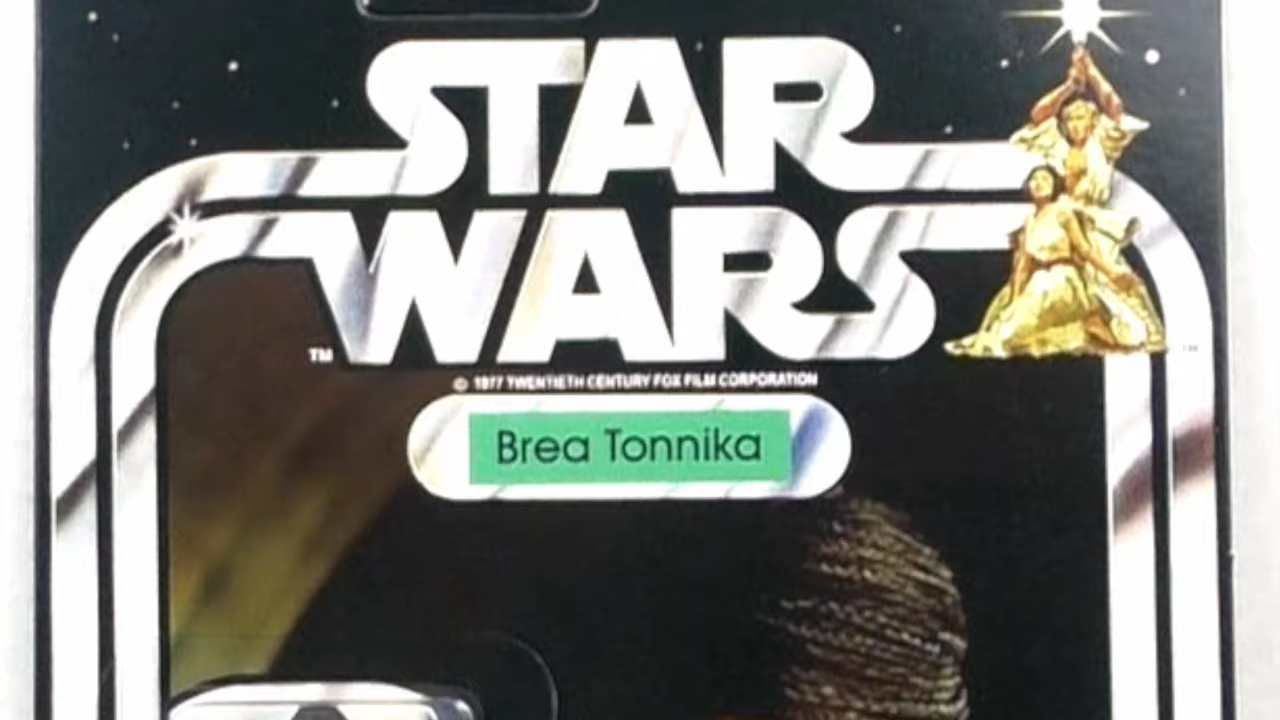 STAR
WARS
TM
© 1977 TWENTIETH CENTURY FOX FILM CORPORATION
Brea Tonnika